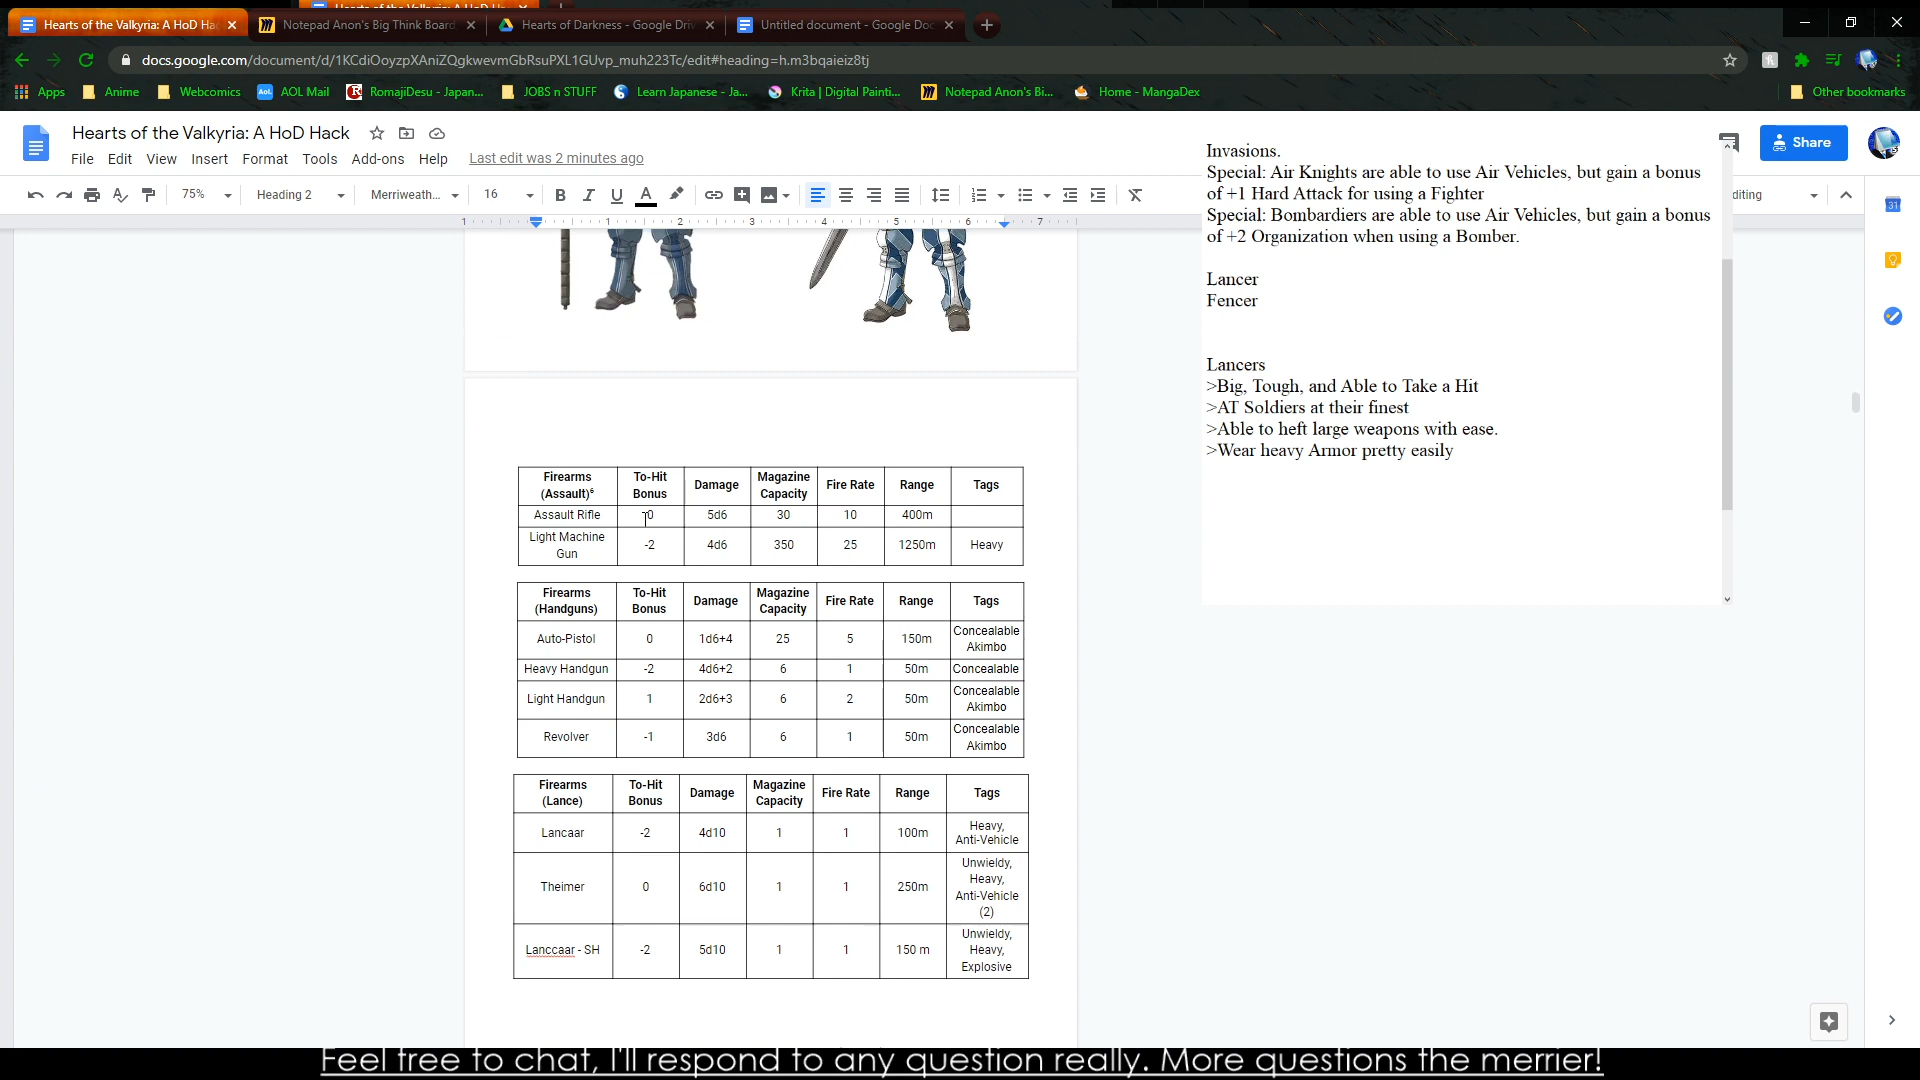 Hearts of the Valkyria: A HoD Hac
Notepad Anon's Big Think Board
Hearts of Darkness - Google Driv
Untitled document - Google Doc
docs.google.com/document/d/1KCdiOoyzpXAniZQgkwevmGbRsuPXL1GUvp_muh223Tc/edit#heading=h.m3bqaieiz8tj
Apps
Anime
Webcomics
AOL Mail
RomajiDesu - Japan...
JOBS n STUFF
Learn Japanese - Ja...
Krita | Digital Painti...
Notepad Anon's Bi...
Home - MangaDex
Other bookmarks
Hearts of the Valkyria: A HoD Hack
File Edit View Insert Format Tools Add-ons Help Last edit was 2 minutes ago
Share
75% Heading 2 Merriweath... 16
diting
1 1 2 3 4 5 6 7
31
Invasions.
Special: Air Knights are able to use Air Vehicles, but gain a bonus
of +1 Hard Attack for using a Fighter
Special: Bombardiers are able to use Air Vehicles, but gain a bonus
of +2 Organization when using a Bomber.
Lancer
Fencer
Lancers
>Big, Tough, and Able to Take a Hit
>AT Soldiers at their finest
>Able to heft large weapons with ease.
>Wear heavy Armor pretty easily
Firearms (Assault)⁶ To-Hit Bonus Damage Magazine Capacity Fire Rate Range Tags
Assault Rifle 0 5d6 30 10 400m
Light Machine Gun -2 4d6 350 25 1250m Heavy
Firearms (Handguns) To-Hit Bonus Damage Magazine Capacity Fire Rate Range Tags
Auto-Pistol 0 1d6+4 25 5 150m Concealable Akimbo
Heavy Handgun -2 4d6+2 6 1 50m Concealable
Light Handgun 1 2d6+3 6 2 50m Concealable Akimbo
Revolver -1 3d6 6 1 50m Concealable Akimbo
Firearms (Lance) To-Hit Bonus Damage Magazine Capacity Fire Rate Range Tags
Lancaar -2 4d10 1 1 100m Heavy, Anti-Vehicle
Theimer 0 6d10 1 1 250m Unwieldy, Heavy, Anti-Vehicle (2)
Lanccaar - SH -2 5d10 1 1 150 m Unwieldy, Heavy, Explosive
Feel free to chat, I'll respond to any question really. More questions the merrier!